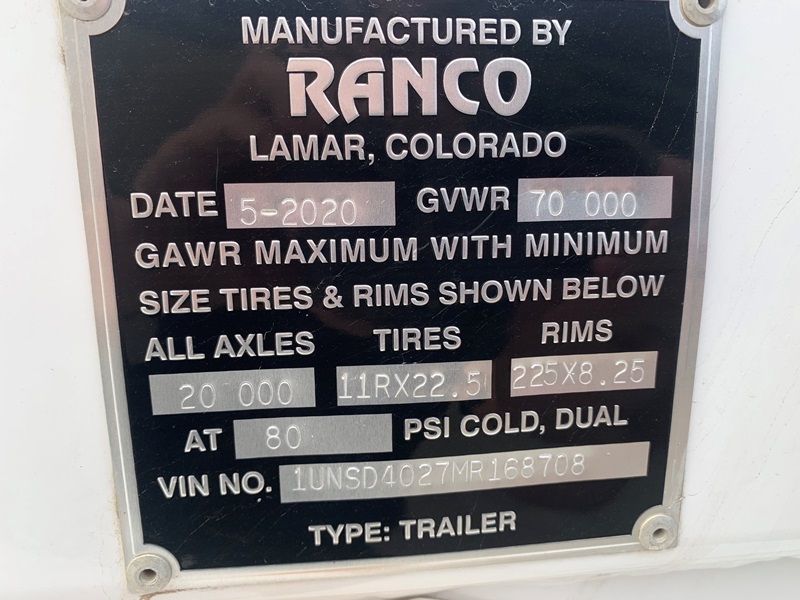 MANUFACTURED BY
RANCO
LAMAR, COLORADO
DATE 5-2020 GVWR 70 000
GAWR MAXIMUM WITH MINIMUM
SIZE TIRES & RIMS SHOWN BELOW
ALL AXLES TIRES RIMS
20 000 11RX22.5 225X8.25
AT 80 PSI COLD, DUAL
VIN NO. 1UNSD4027MR168708
TYPE: TRAILER